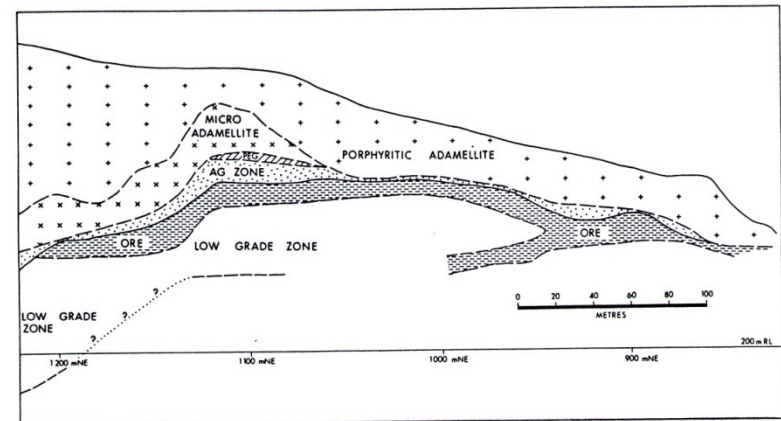 MICRO
ADAMELLITE
PEG
PORPHYRITIC ADAMELLITE
AG ZONE
ORE
LOW GRADE ZONE
ORE
0 20 40 60 80 100
METRES
?
?
?
LOW GRADE
ZONE
200 m RL
1200 mNE
1100 mNE
1000 mNE
900 mNE